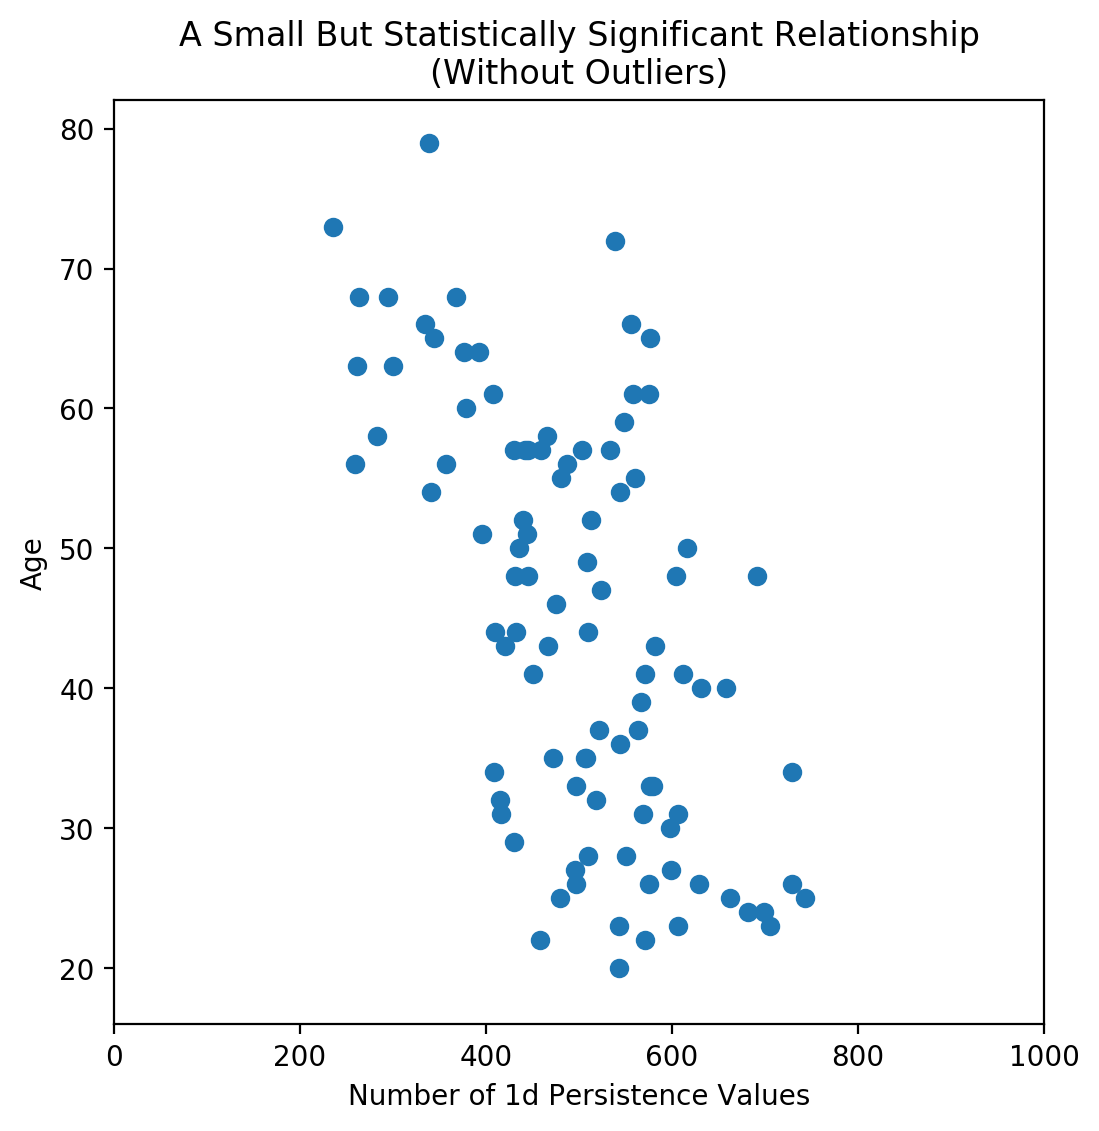 A Small But Statistically Significant Relationship
(Without Outliers)
80
70
60
50
40
30
20
Age
0 200 400 600 800 1000
Number of 1d Persistence Values